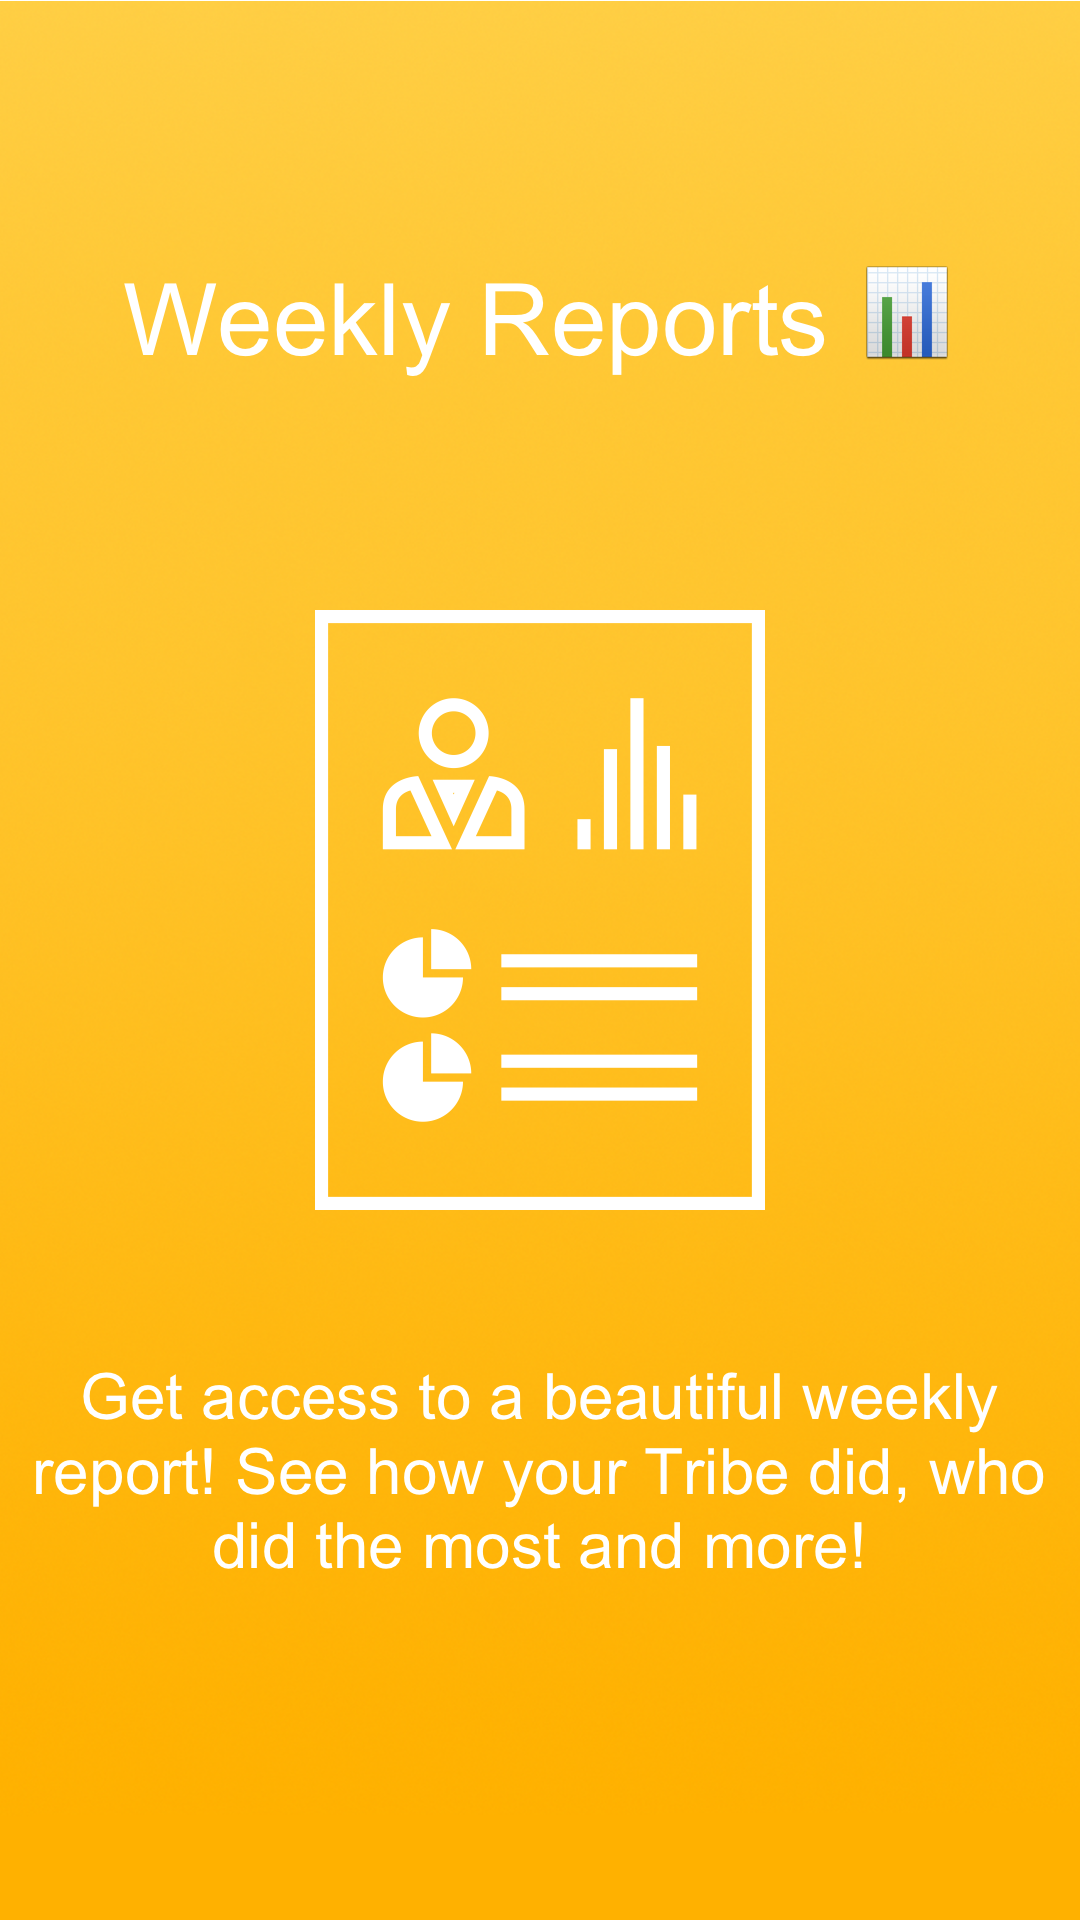 Weekly Reports 📊
Get access to a beautiful weekly
report! See how your Tribe did, who
did the most and more!